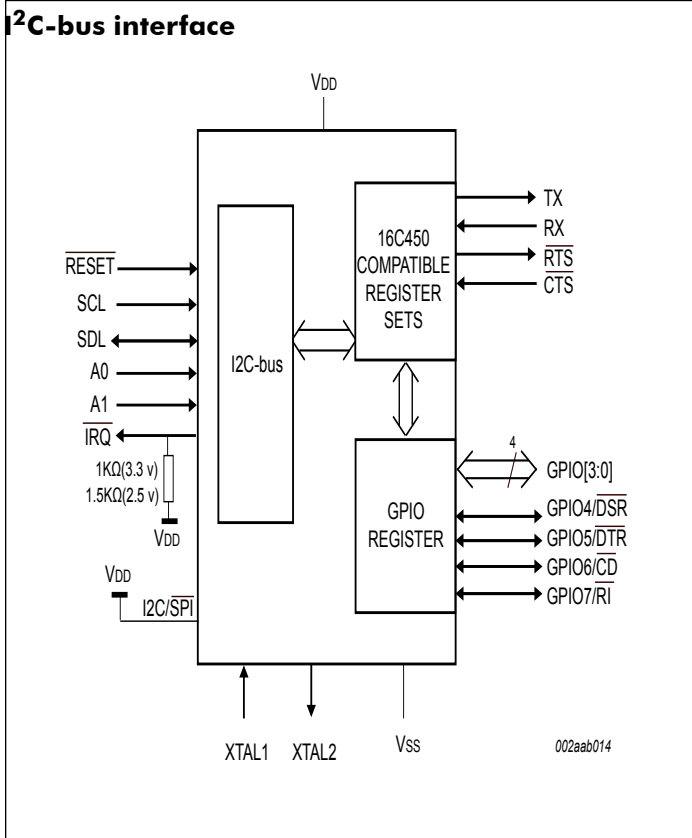 I²C-bus interface
VDD
RESET
SCL
SDL
A0
A1
IRQ
1KΩ(3.3 v)
1.5KΩ(2.5 v)
VDD
VDD
I2C/SPI
I2C-bus
16C450
COMPATIBLE
REGISTER
SETS
GPIO
REGISTER
TX
RX
RTS
CTS
4
GPIO[3:0]
GPIO4/DSR
GPIO5/DTR
GPIO6/CD
GPIO7/RI
XTAL1
XTAL2
VSS
002aab014